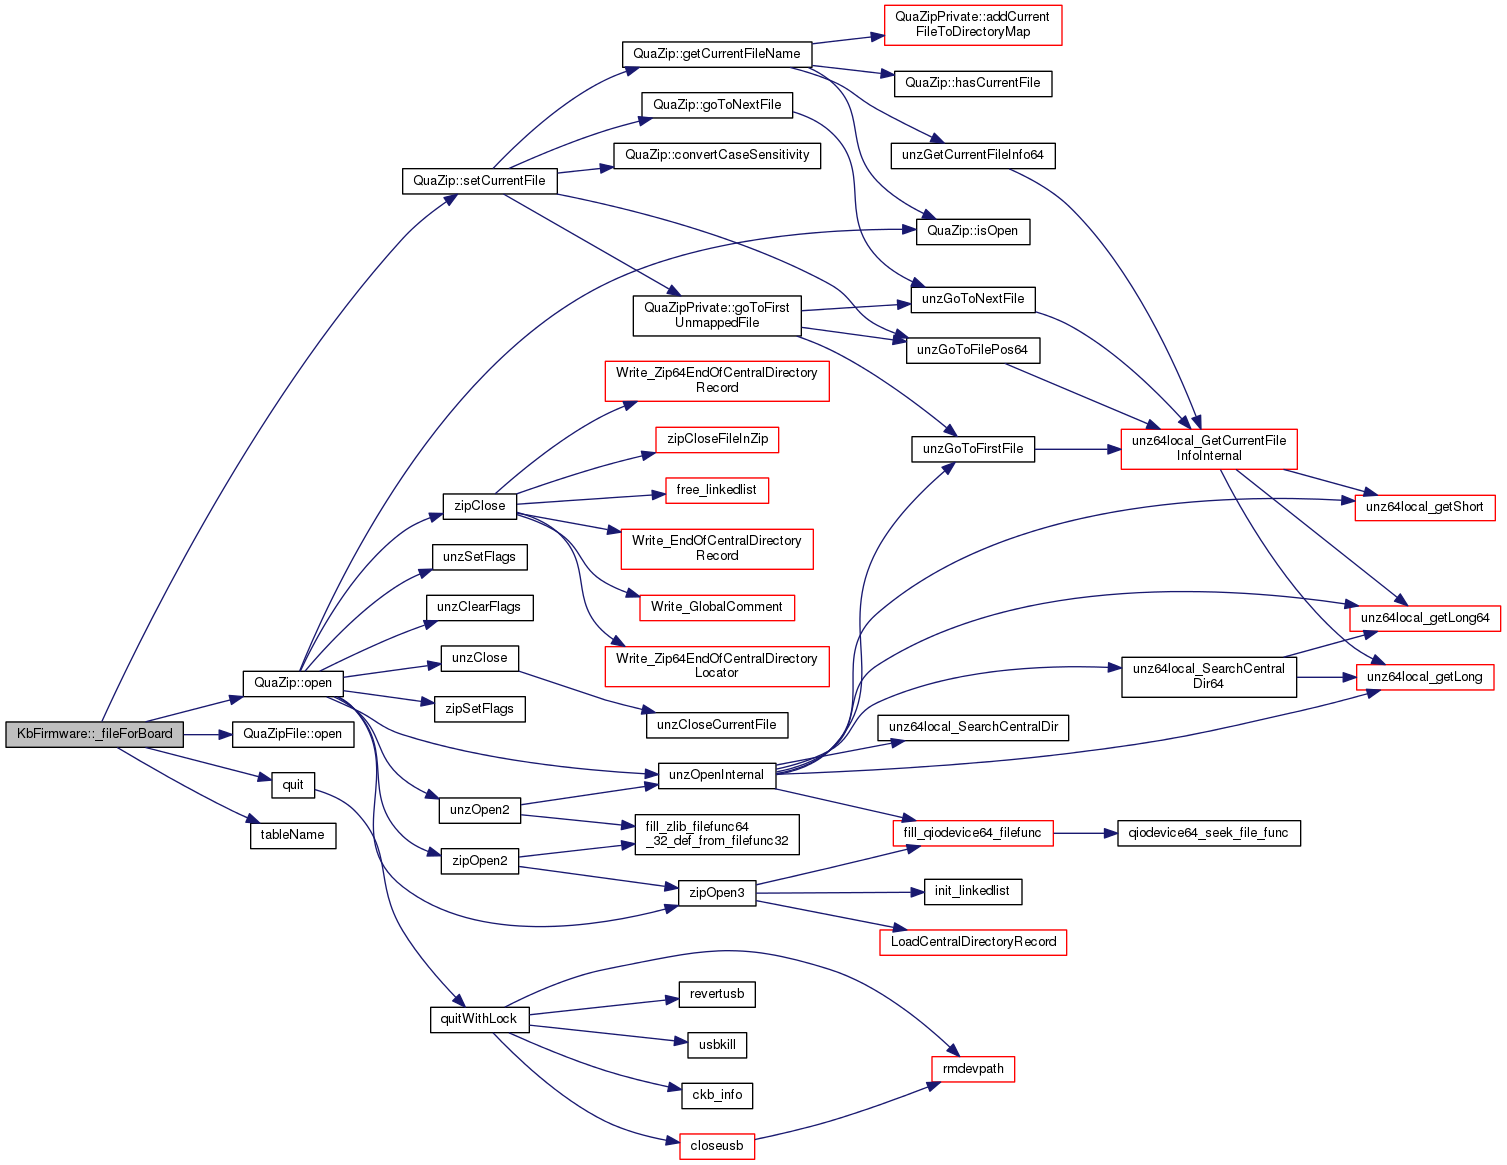 QuaZipPrivate::addCurrent
FileToDirectoryMap
QuaZip::getCurrentFileName
QuaZip::hasCurrentFile
QuaZip::goToNextFile
QuaZip::convertCaseSensitivity
unzGetCurrentFileInfo64
QuaZip::setCurrentFile
QuaZip::isOpen
unzGoToNextFile
QuaZipPrivate::goToFirst
UnmappedFile
unzGoToFilePos64
Write_Zip64EndOfCentralDirectory
Record
zipCloseFileInZip
unzGoToFirstFile
unz64local_GetCurrentFile
InfoInternal
free_linkedlist
zipClose
unz64local_getShort
Write_EndOfCentralDirectory
Record
unzSetFlags
unzClearFlags
Write_GlobalComment
unz64local_getLong64
unzClose
Write_Zip64EndOfCentralDirectory
Locator
QuaZip::open
unz64local_SearchCentral
Dir64
unz64local_getLong
zipSetFlags
unzCloseCurrentFile
unz64local_SearchCentralDir
KbFirmware::_fileForBoard
QuaZipFile::open
unzOpenInternal
quit
unzOpen2
tableName
fill_zlib_filefunc64
_32_def_from_filefunc32
fill_qiodevice64_filefunc
qiodevice64_seek_file_func
zipOpen2
zipOpen3
init_linkedlist
LoadCentralDirectoryRecord
revertusb
quitWithLock
usbkill
rmdevpath
ckb_info
closeusb